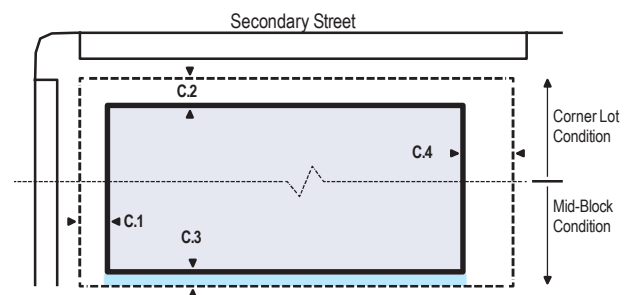 Secondary Street
C.2
Corner Lot
Condition
C.4
C.1
Mid-Block
Condition
C.3